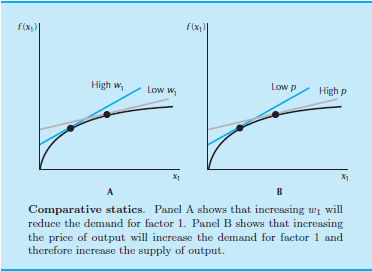 f(x₁)
f(x₁)
High w₁
Low w₁
Low p
High p
x₁
x₁
A
B
Comparative statics. Panel A shows that increasing w₁ will
reduce the demand for factor 1. Panel B shows that increasing
the price of output will increase the demand for factor 1 and
therefore increase the supply of output.